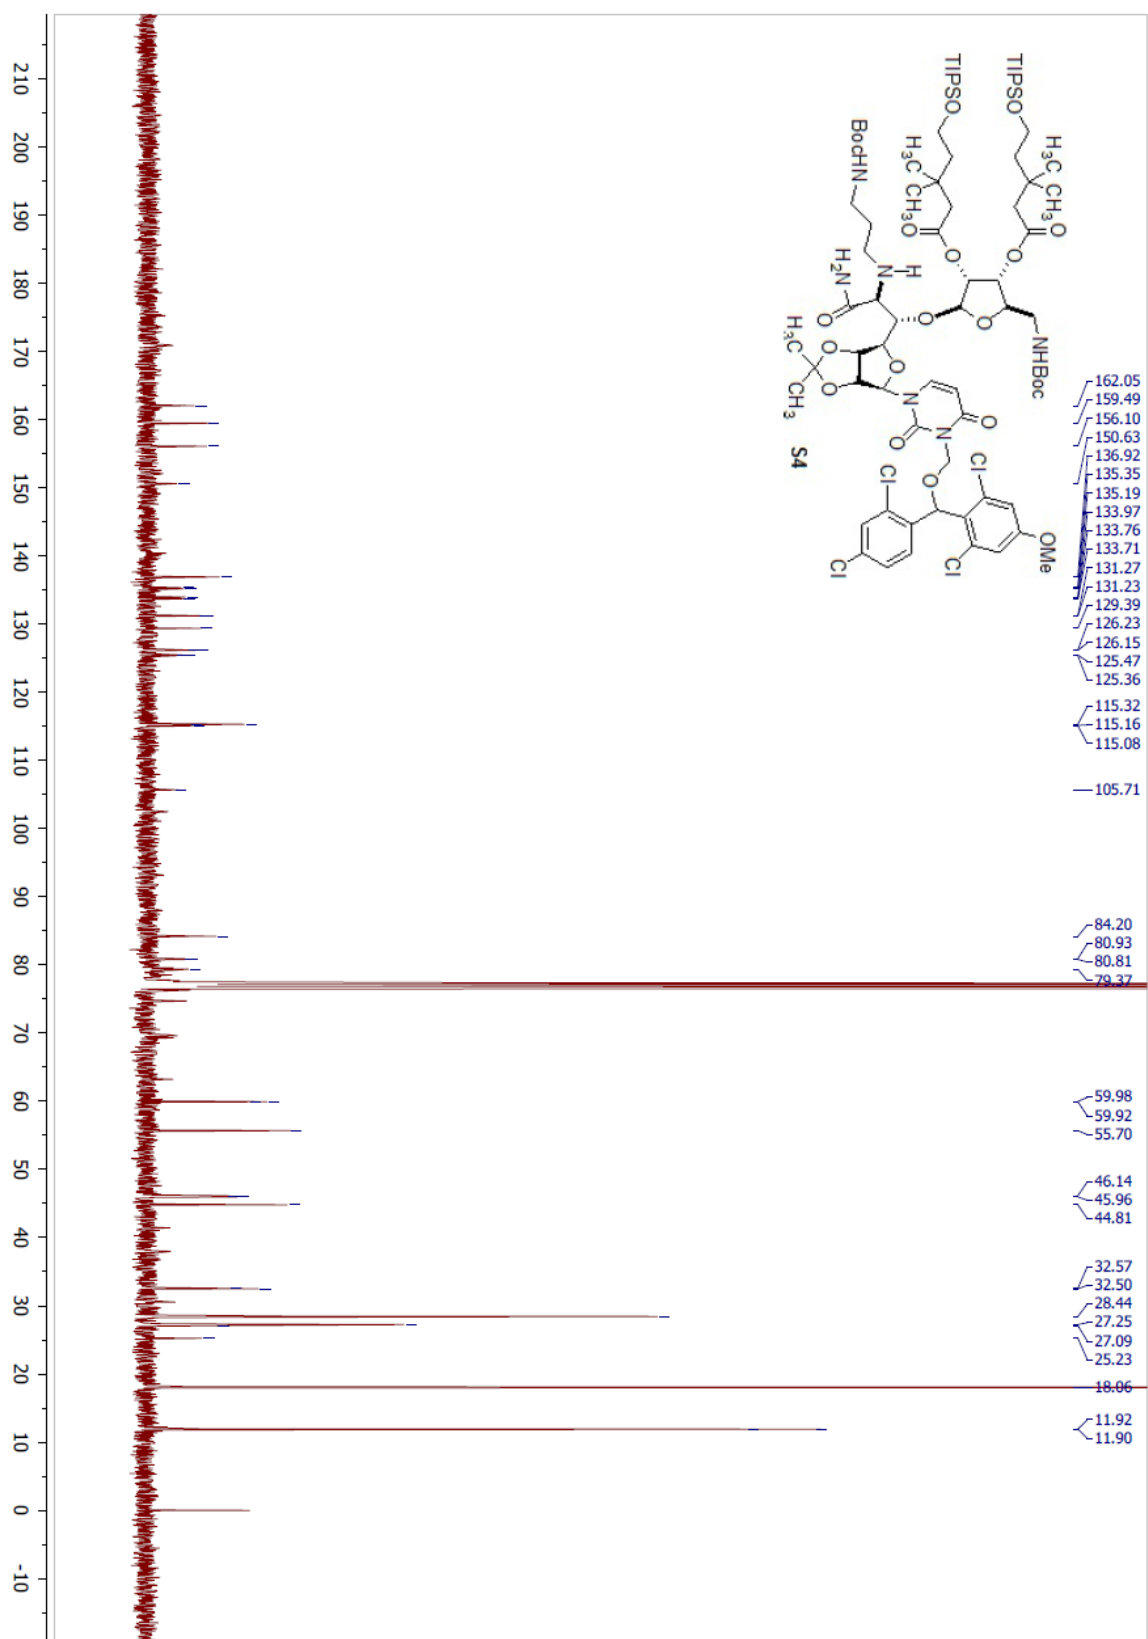 TIPSO
TIPSO
H₃C CH₃O
O
H₃C CH₃O
O
O
O
NHBoc
BocHN
N
H
H₂N
O
O
O
O
O
H₃C
CH₃
N
N
O
O
O
Cl
Cl
Cl
Cl
OMe
S4
162.05
159.49
156.10
150.63
136.92
135.35
135.19
133.97
133.76
133.71
131.27
131.23
129.39
126.23
126.15
125.47
125.36
115.32
115.16
115.08
105.71
84.20
80.93
80.81
79.37
59.98
59.92
55.70
46.14
45.96
44.81
32.57
32.50
28.44
27.25
27.09
25.23
18.06
11.92
11.90
210
200
190
180
170
160
150
140
130
120
110
100
90
80
70
60
50
40
30
20
10
0
-10